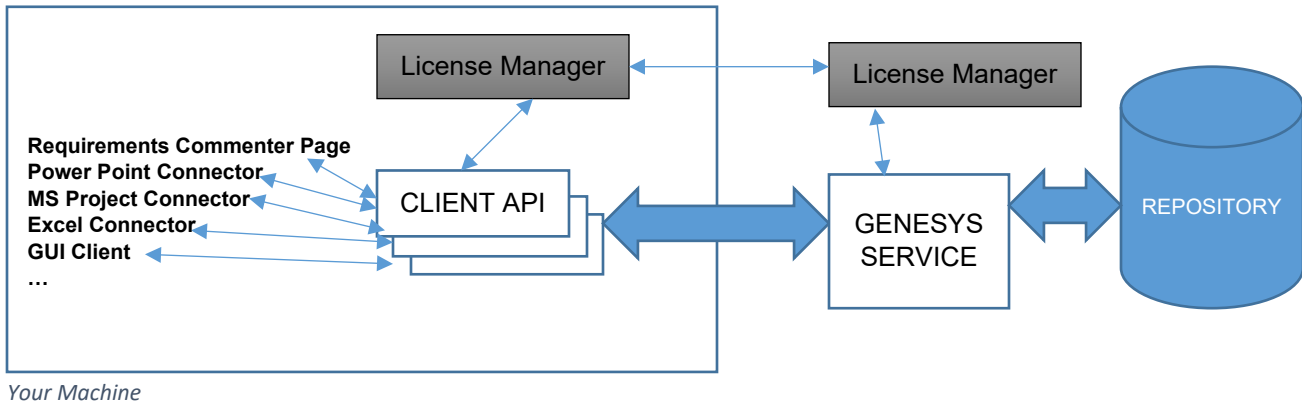 License Manager
License Manager
Requirements Commenter Page
Power Point Connector
MS Project Connector
Excel Connector
GUI Client
…
CLIENT API
GENESYS
SERVICE
REPOSITORY
Your Machine